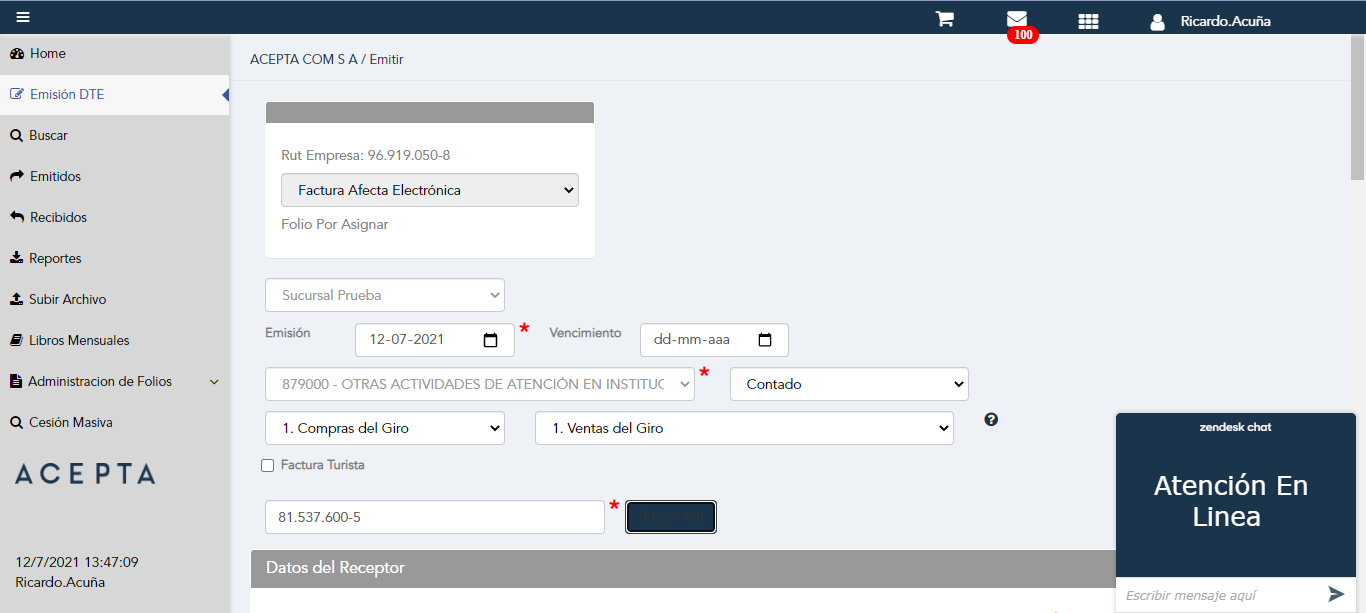 Ricardo.Acuña
100
Home
ACEPTA COM S A / Emitir
Emisión DTE
Buscar
Emitidos
Recibidos
Reportes
Subir Archivo
Libros Mensuales
Administracion de Folios
Cesión Masiva
ACEPTA
12/7/2021 13:47:09
Ricardo.Acuña
Rut Empresa: 96.919.050-8
Factura Afecta Electrónica
Folio Por Asignar
Sucursal Prueba
Emisión
12-07-2021
*
Vencimiento
dd-mm-aaa
879000 - OTRAS ACTIVIDADES DE ATENCIÓN EN INSTITUC
*
Contado
1. Compras del Giro
1. Ventas del Giro
?
Factura Turista
81.537.600-5
*
Datos del Receptor
zendesk chat
Atención En
Linea
Escribir mensaje aquí